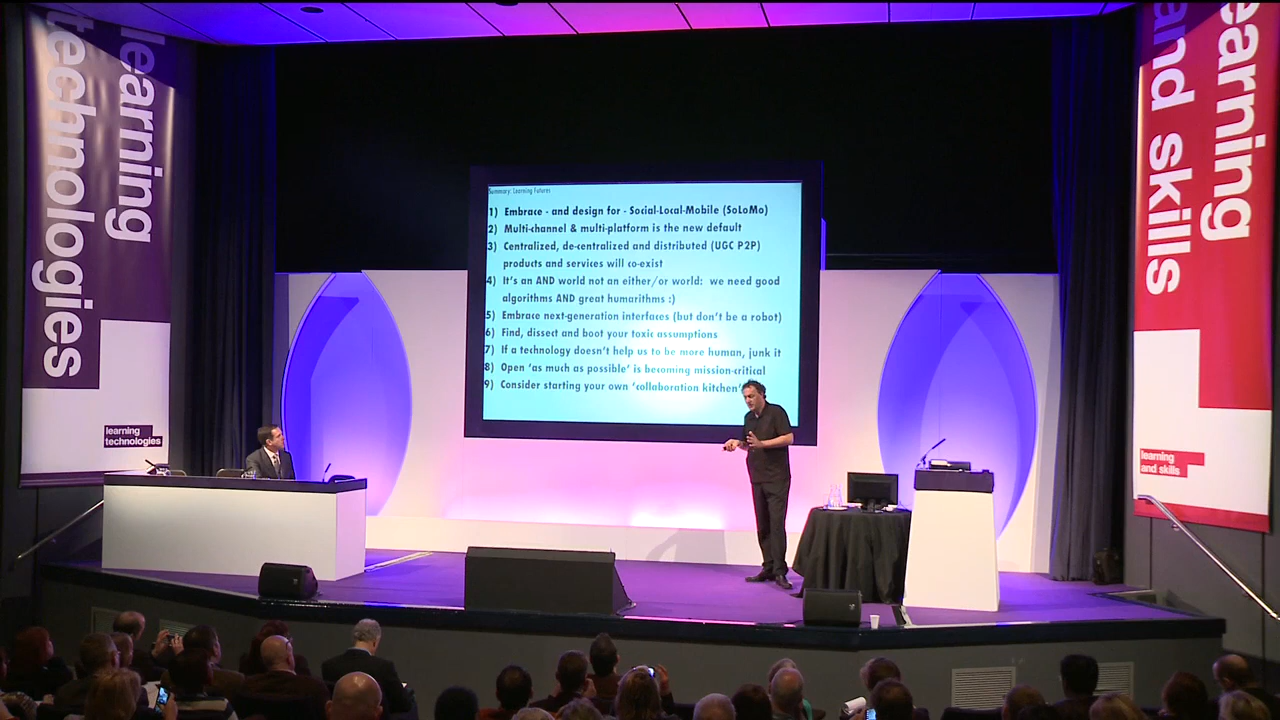 learning
technologies
learning
technologies
Summary: Learning Futures
1) Embrace - and design for - Social-Local-Mobile (SoLoMo)
2) Multi-channel & multi-platform is the new default
3) Centralized, de-centralized and distributed (UGC P2P)
products and services will co-exist
4) It's an AND world not an either/or world: we need good
algorithms AND great humarithms :)
5) Embrace next-generation interfaces (but don't be a robot)
6) Find, dissect and boot your toxic assumptions
7) If a technology doesn't help us to be more human, junk it
8) Open 'as much as possible' is becoming mission-critical
9) Consider starting your own 'collaboration kitchen'
earning
and skills
learning
and skills